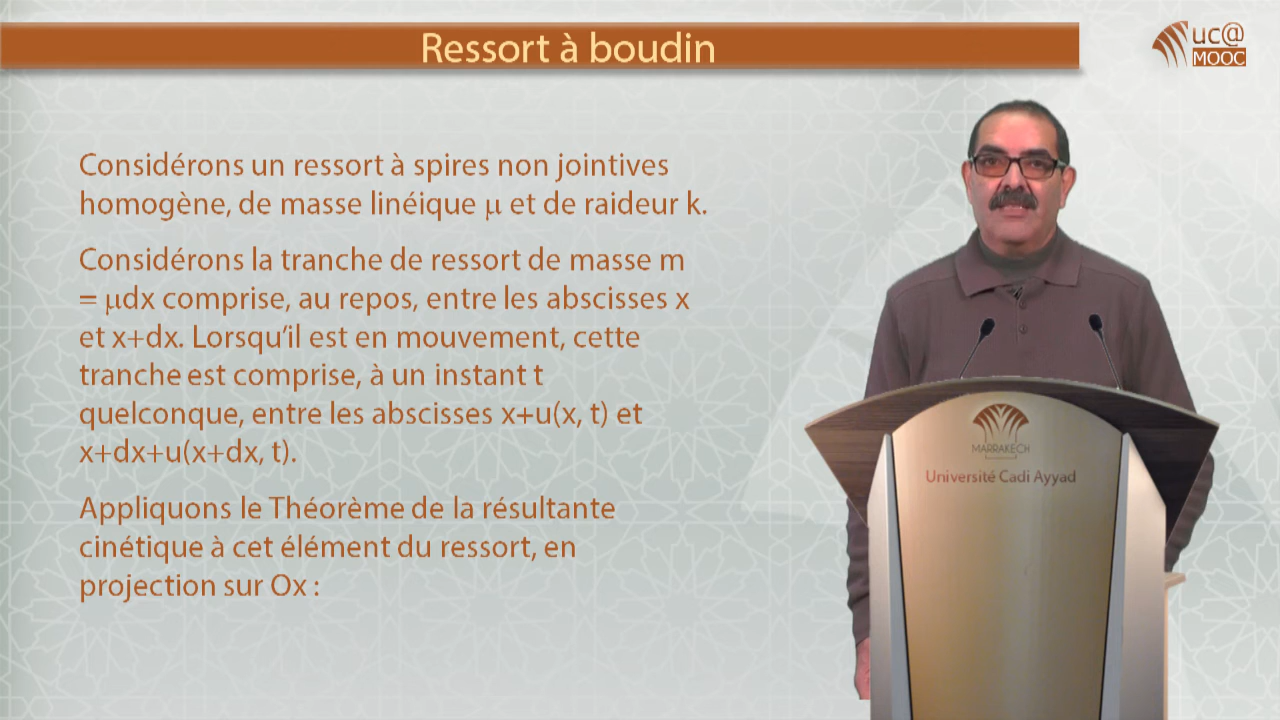 Ressort à boudin
uc@
MOOC
Considérons un ressort à spires non jointives
homogène, de masse linéique μ et de raideur k.
Considérons la tranche de ressort de masse m
= μdx comprise, au repos, entre les abscisses x
et x+dx. Lorsqu’il est en mouvement, cette
tranche est comprise, à un instant t
quelconque, entre les abscisses x+u(x, t) et
x+dx+u(x+dx, t).
Appliquons le Théorème de la résultante
cinétique à cet élément du ressort, en
projection sur Ox :
MARRAKECH
Université Cadi Ayyad